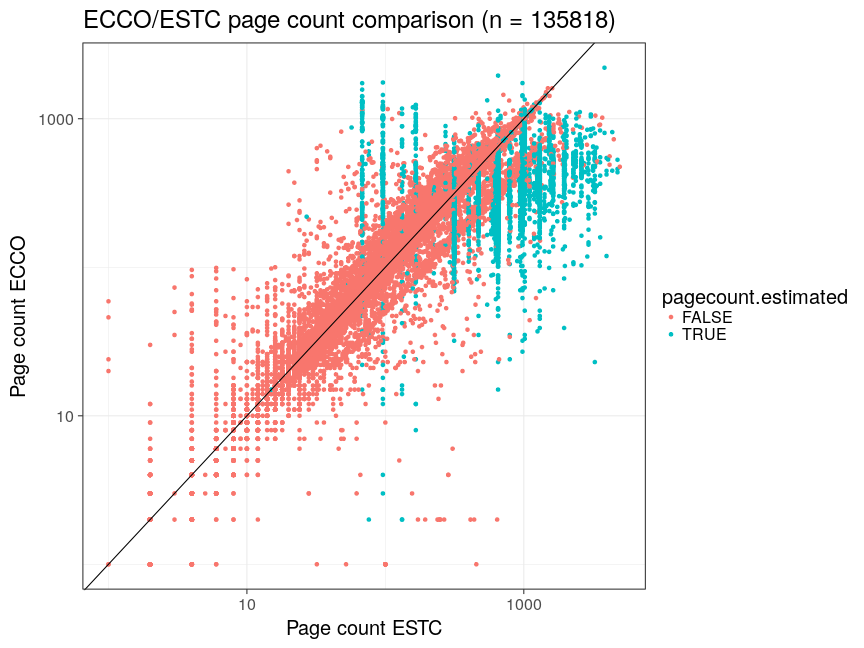 ECCO/ESTC page count comparison (n = 135818)
Page count ECCO
1000
10
10
1000
Page count ESTC
pagecount.estimated
FALSE
TRUE